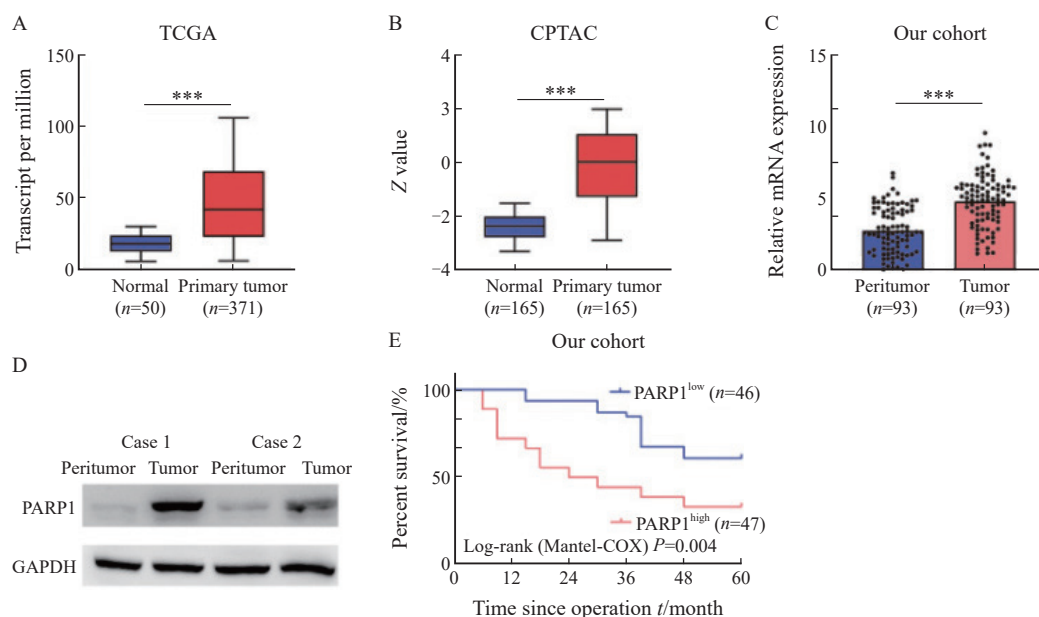 A
TCGA
Transcript per million
150
100
50
0
***
Normal
(n=50)
Primary tumor
(n=371)
B
CPTAC
Z value
4
3
0
−2
−4
***
Normal
(n=165)
Primary tumor
(n=165)
C
Our cohort
Relative mRNA expression
15
10
5
0
***
Peritumor
(n=93)
Tumor
(n=93)
D
Case 1
Case 2
Peritumor Tumor Peritumor Tumor
PARP1
GAPDH
E
Our cohort
Percent survival/%
100
50
0
PARP1low (n=46)
PARP1high (n=47)
Log-rank (Mantel-COX) P=0.004
0 12 24 36 48 60
Time since operation t/month